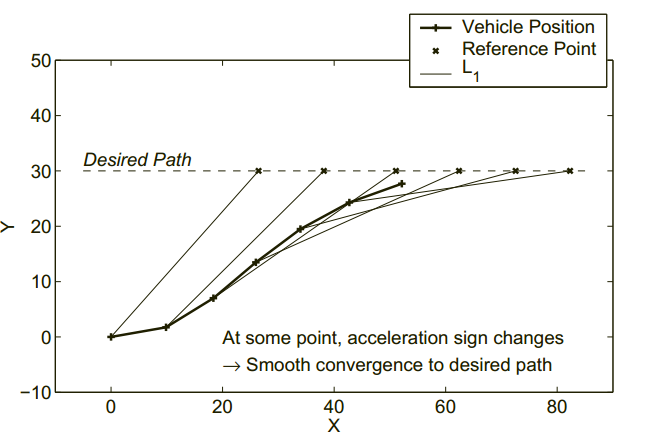 Vehicle Position
Reference Point
L1
50
40
30
20
10
0
−10
Y
Desired Path
At some point, acceleration sign changes
→ Smooth convergence to desired path
0 20 40 60 80
X